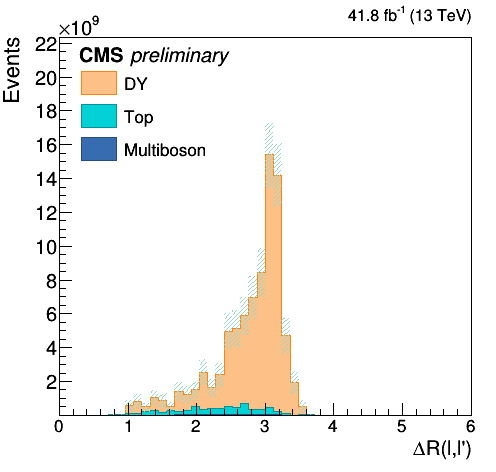 41.8 fb⁻¹ (13 TeV)
×10⁹
Events
CMS preliminary
DY
Top
Multiboson
22
20
18
16
14
12
10
8
6
4
2
0 1 2 3 4 5 6
ΔR(l,l')